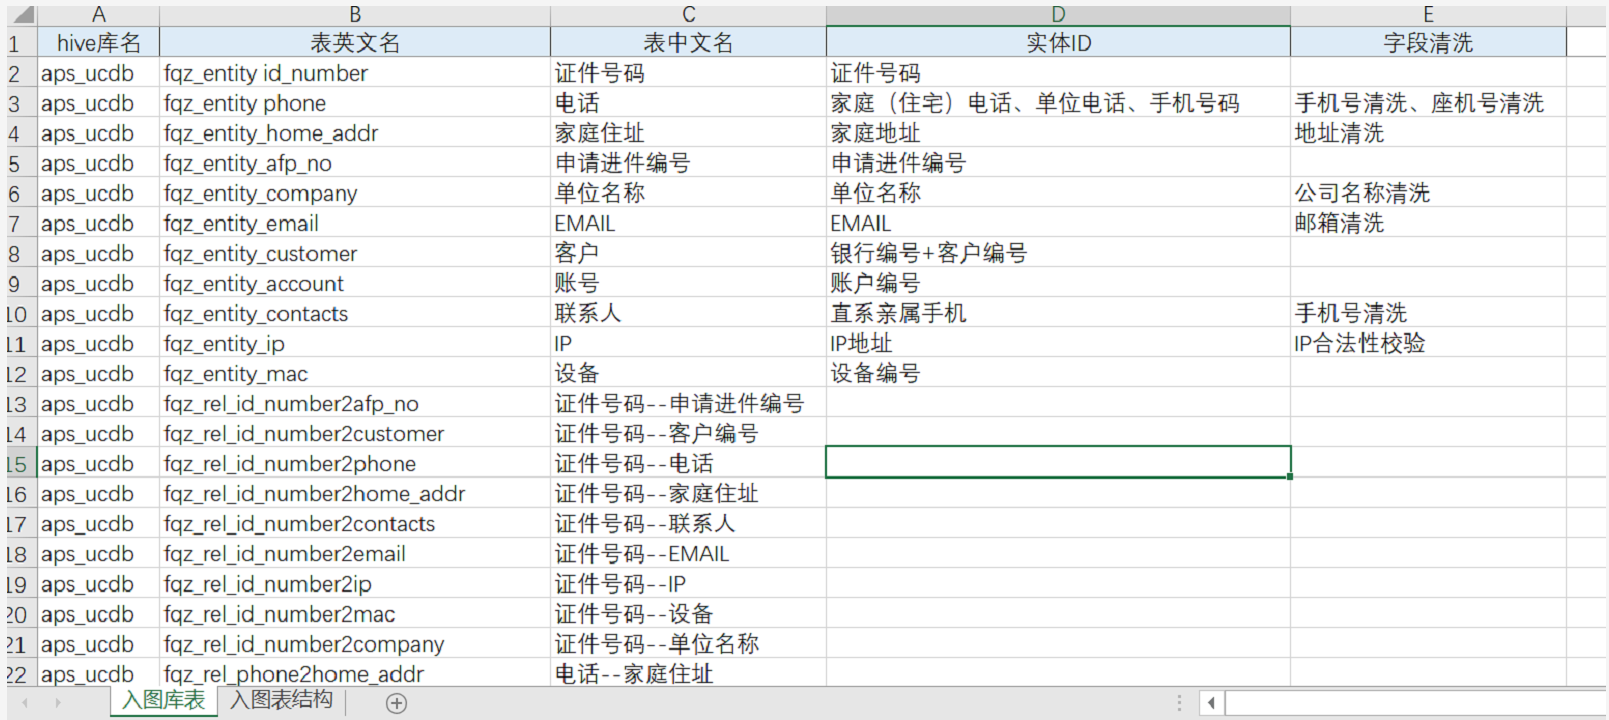 A B C D E
1 hive库名 表英文名 表中文名 实体ID 字段清洗
2 aps_ucdb fqz_entity id_number 证件号码 证件号码
3 aps_ucdb fqz_entity phone 电话 家庭（住宅）电话、单位电话、手机号码 手机号清洗、座机号清洗
4 aps_ucdb fqz_entity_home_addr 家庭住址 家庭地址 地址清洗
5 aps_ucdb fqz_entity_afp_no 申请进件编号 申请进件编号
6 aps_ucdb fqz_entity_company 单位名称 单位名称 公司名称清洗
7 aps_ucdb fqz_entity_email EMAIL EMAIL 邮箱清洗
8 aps_ucdb fqz_entity_customer 客户 银行编号+客户编号
9 aps_ucdb fqz_entity_account 账号 账户编号
10 aps_ucdb fqz_entity_contacts 联系人 直系亲属手机 手机号清洗
11 aps_ucdb fqz_entity_ip IP IP地址 IP合法性校验
12 aps_ucdb fqz_entity_mac 设备 设备编号
13 aps_ucdb fqz_rel_id_number2afp_no 证件号码--申请进件编号
14 aps_ucdb fqz_rel_id_number2customer 证件号码--客户编号
15 aps_ucdb fqz_rel_id_number2phone 证件号码--电话
16 aps_ucdb fqz_rel_id_number2home_addr 证件号码--家庭住址
17 aps_ucdb fqz_rel_id_number2contacts 证件号码--联系人
18 aps_ucdb fqz_rel_id_number2email 证件号码--EMAIL
19 aps_ucdb fqz_rel_id_number2ip 证件号码--IP
20 aps_ucdb fqz_rel_id_number2mac 证件号码--设备
21 aps_ucdb fqz_rel_id_number2company 证件号码--单位名称
22 aps_ucdb fqz_rel_phone2home_addr 电话--家庭住址
入图库表 入图表结构